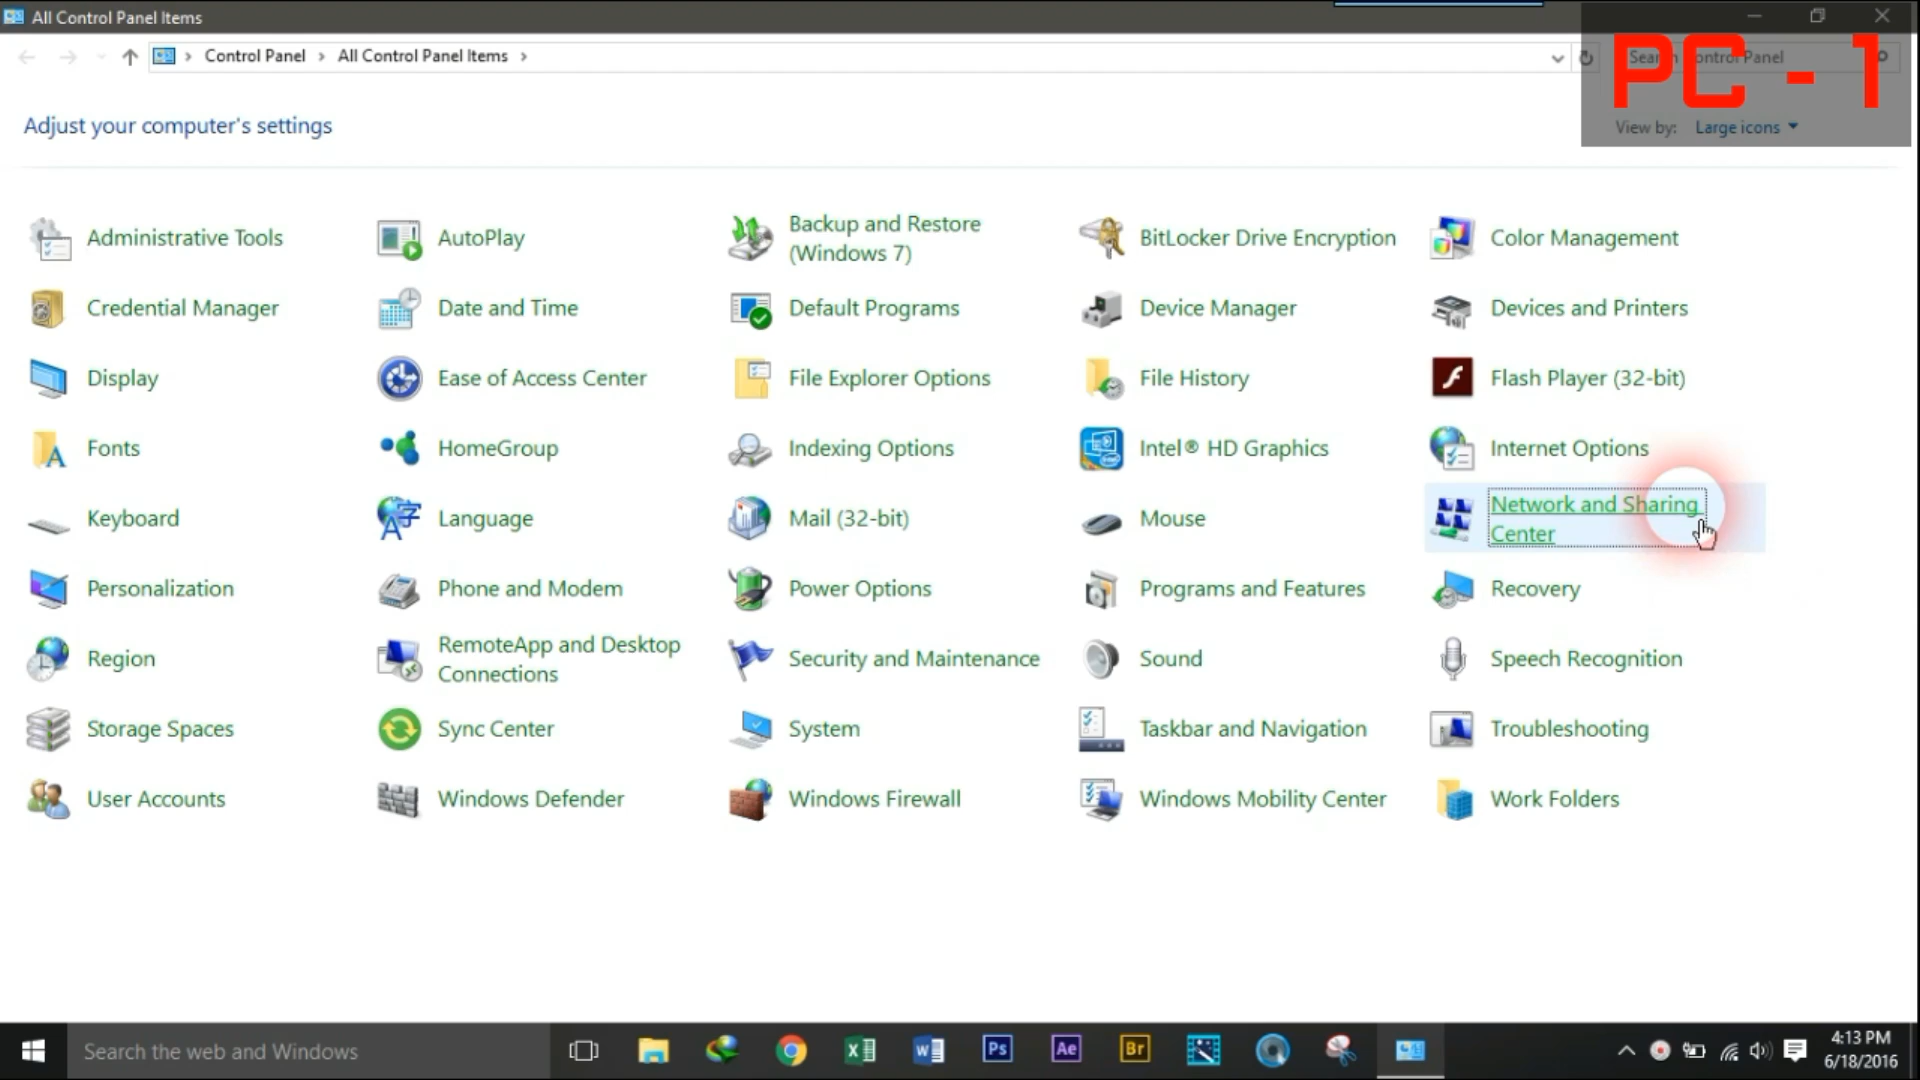 All Control Panel Items
Control Panel › All Control Panel Items ›
Search Control Panel
PC - 1
Adjust your computer's settings
View by: Large icons
Administrative Tools
AutoPlay
Backup and Restore
(Windows 7)
BitLocker Drive Encryption
Color Management
Credential Manager
Date and Time
Default Programs
Device Manager
Devices and Printers
Display
Ease of Access Center
File Explorer Options
File History
Flash Player (32-bit)
Fonts
HomeGroup
Indexing Options
Intel® HD Graphics
Internet Options
Keyboard
Language
Mail (32-bit)
Mouse
Network and Sharing
Center
Personalization
Phone and Modem
Power Options
Programs and Features
Recovery
Region
RemoteApp and Desktop
Connections
Security and Maintenance
Sound
Speech Recognition
Storage Spaces
Sync Center
System
Taskbar and Navigation
Troubleshooting
User Accounts
Windows Defender
Windows Firewall
Windows Mobility Center
Work Folders
Search the web and Windows
Ps
Ae
Br
4:13 PM
6/18/2016